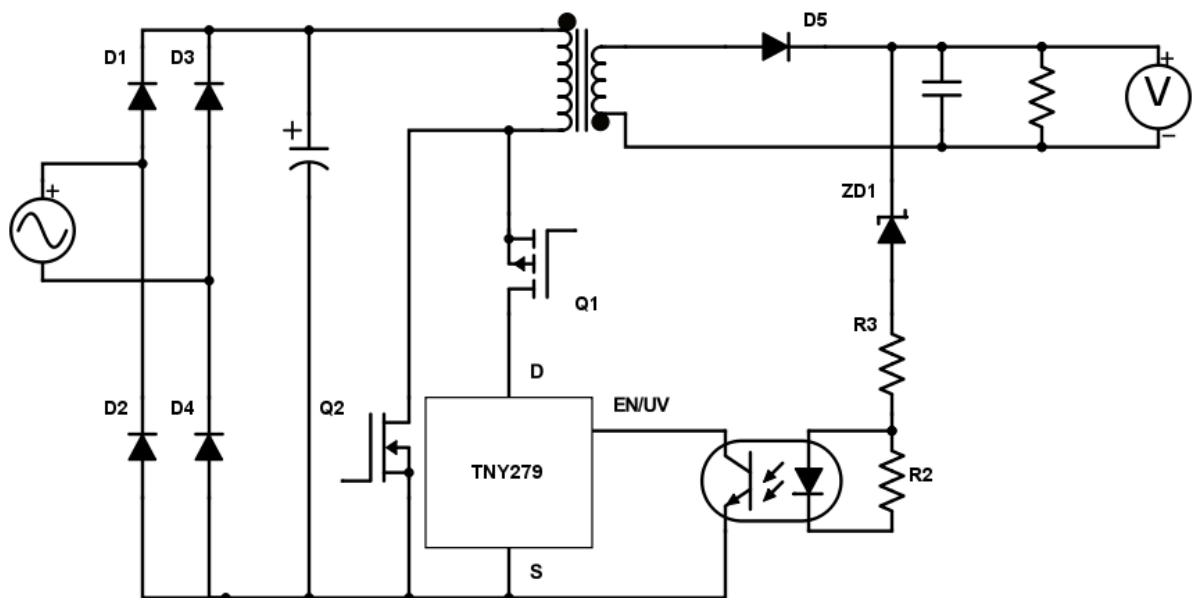 D5
D1 D3
+
V
+
−
+
ZD1
Q1
R3
D
D2 D4
Q2
EN/UV
TNY279
R2
S